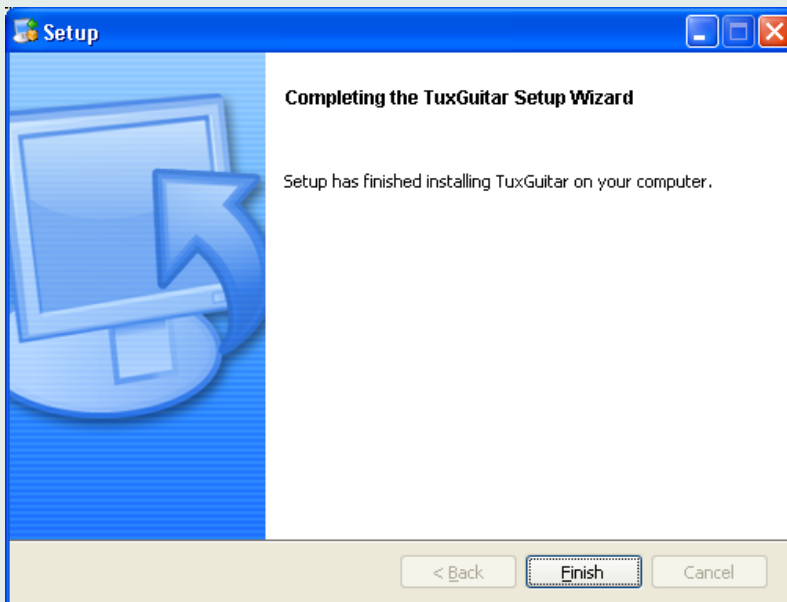 Setup
Completing the TuxGuitar Setup Wizard
Setup has finished installing TuxGuitar on your computer.
< Back
Finish
Cancel